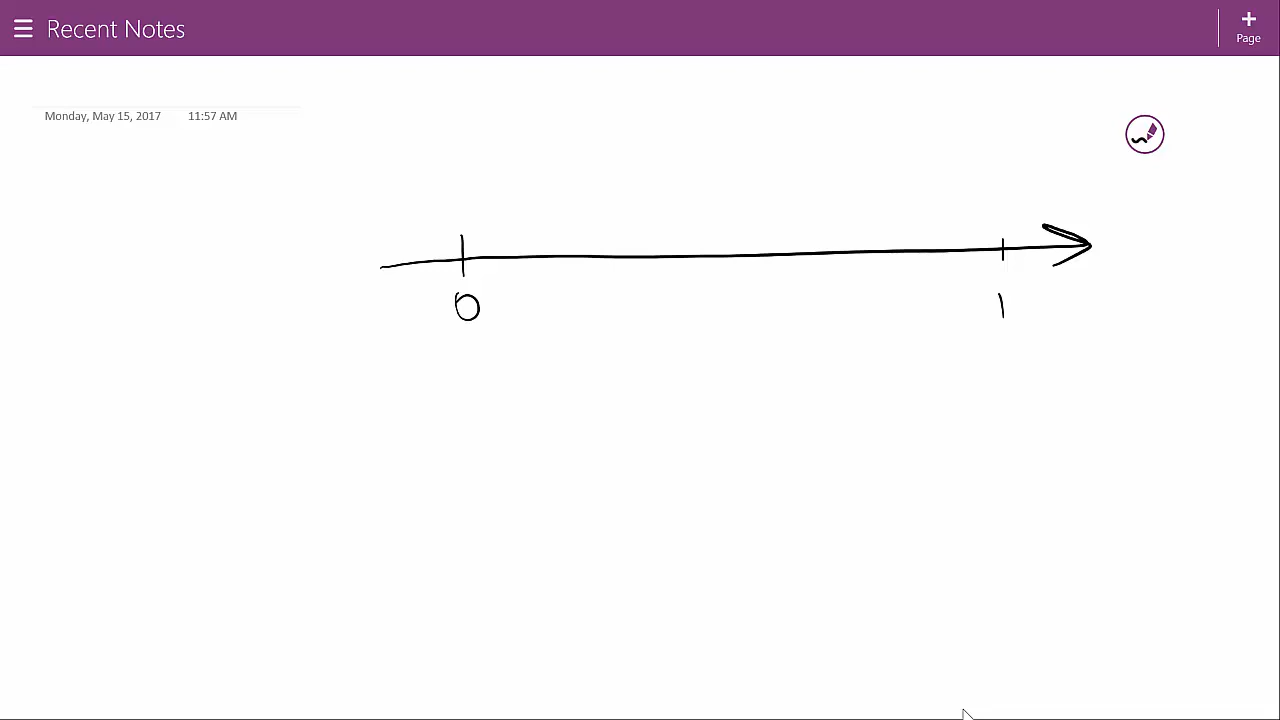 Recent Notes
+
Page
Monday, May 15, 2017 11:57 AM
0 1